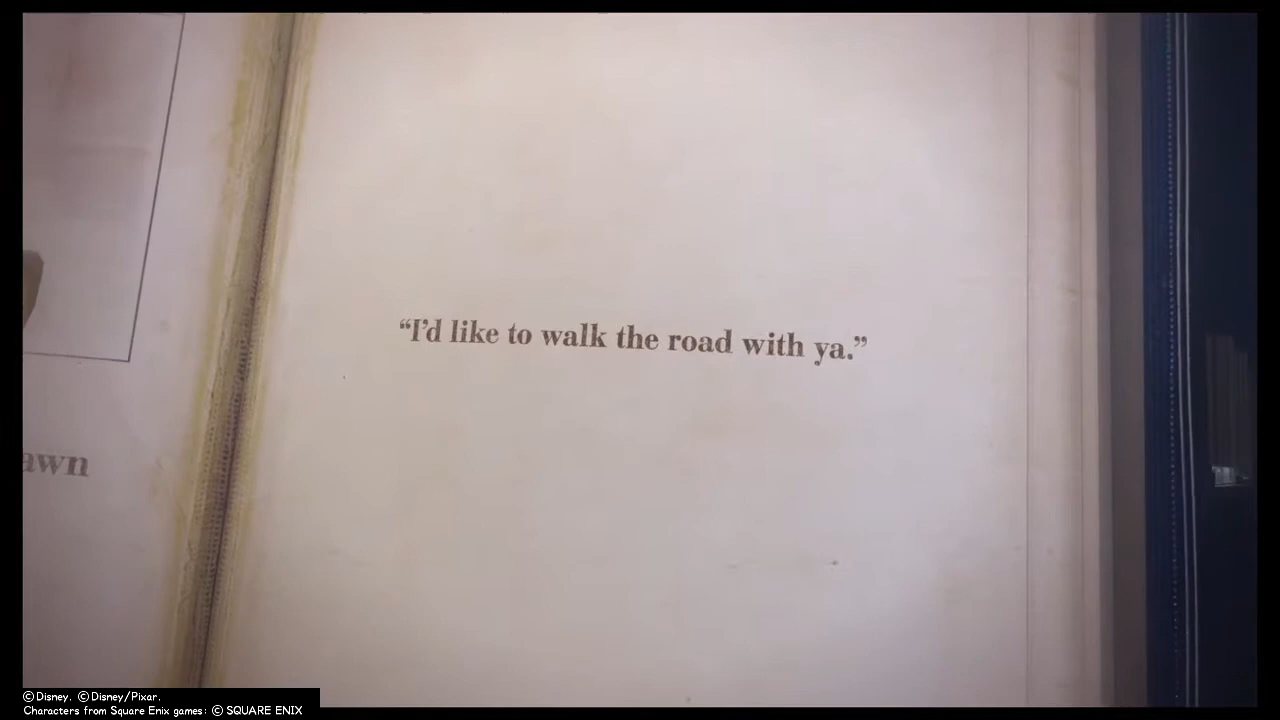 “I’d like to walk the road with ya.”
awn
©Disney. ©Disney/Pixar.
Characters from Square Enix games: © SQUARE ENIX